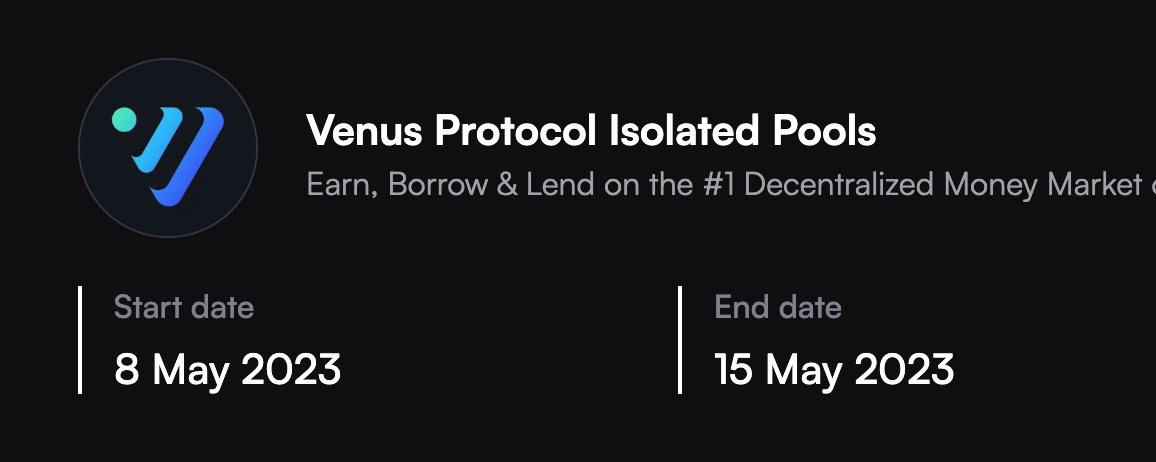 Venus Protocol Isolated Pools
Earn, Borrow & Lend on the #1 Decentralized Money Market
Start date
8 May 2023
End date
15 May 2023